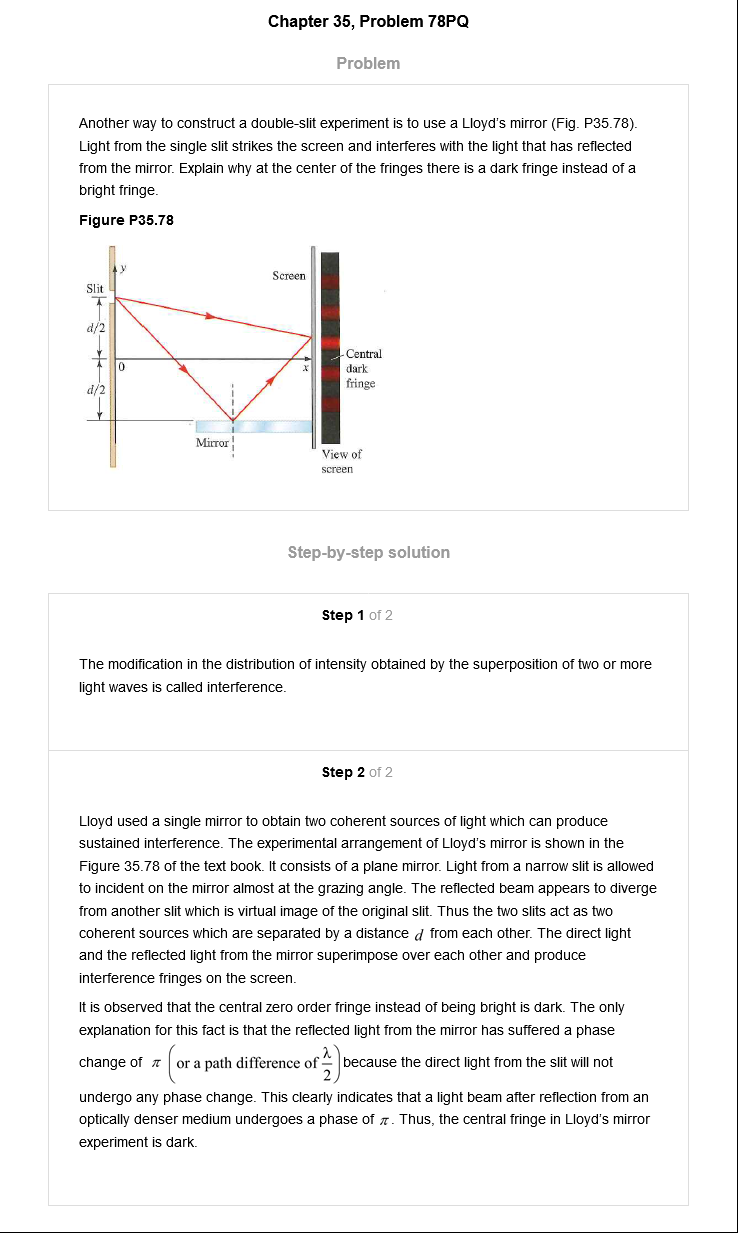 Chapter 35, Problem 78PQ
Problem
Another way to construct a double-slit experiment is to use a Lloyd's mirror (Fig. P35.78).
Light from the single slit strikes the screen and interferes with the light that has reflected
from the mirror. Explain why at the center of the fringes there is a dark fringe instead of a
bright fringe.
Figure P35.78
y
Slit
Screen
d/2
0
x
Central
dark
fringe
d/2
Mirror
View of
screen
Step-by-step solution
Step 1 of 2
The modification in the distribution of intensity obtained by the superposition of two or more
light waves is called interference.
Step 2 of 2
Lloyd used a single mirror to obtain two coherent sources of light which can produce
sustained interference. The experimental arrangement of Lloyd's mirror is shown in the
Figure 35.78 of the text book. It consists of a plane mirror. Light from a narrow slit is allowed
to incident on the mirror almost at the grazing angle. The reflected beam appears to diverge
from another slit which is virtual image of the original slit. Thus the two slits act as two
coherent sources which are separated by a distance d from each other. The direct light
and the reflected light from the mirror superimpose over each other and produce
interference fringes on the screen.
It is observed that the central zero order fringe instead of being bright is dark. The only
explanation for this fact is that the reflected light from the mirror has suffered a phase
change of π (or a path difference of λ/2) because the direct light from the slit will not
undergo any phase change. This clearly indicates that a light beam after reflection from an
optically denser medium undergoes a phase of π. Thus, the central fringe in Lloyd's mirror
experiment is dark.